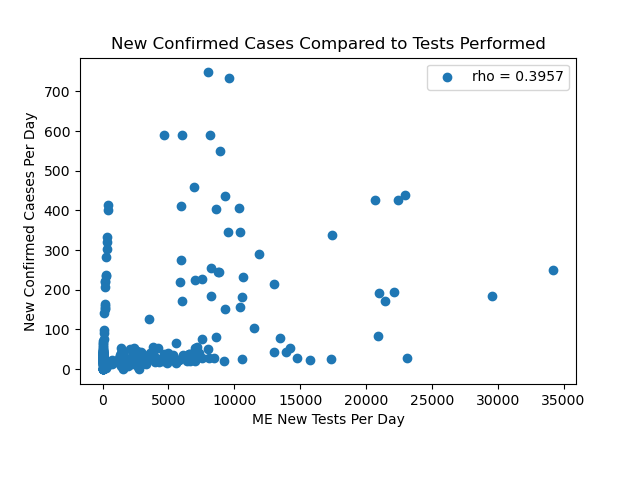 New Confirmed Cases Compared to Tests Performed
rho = 0.3957
700
600
500
400
300
200
100
0
New Confirmed Caeses Per Day
0 5000 10000 15000 20000 25000 30000 35000
ME New Tests Per Day